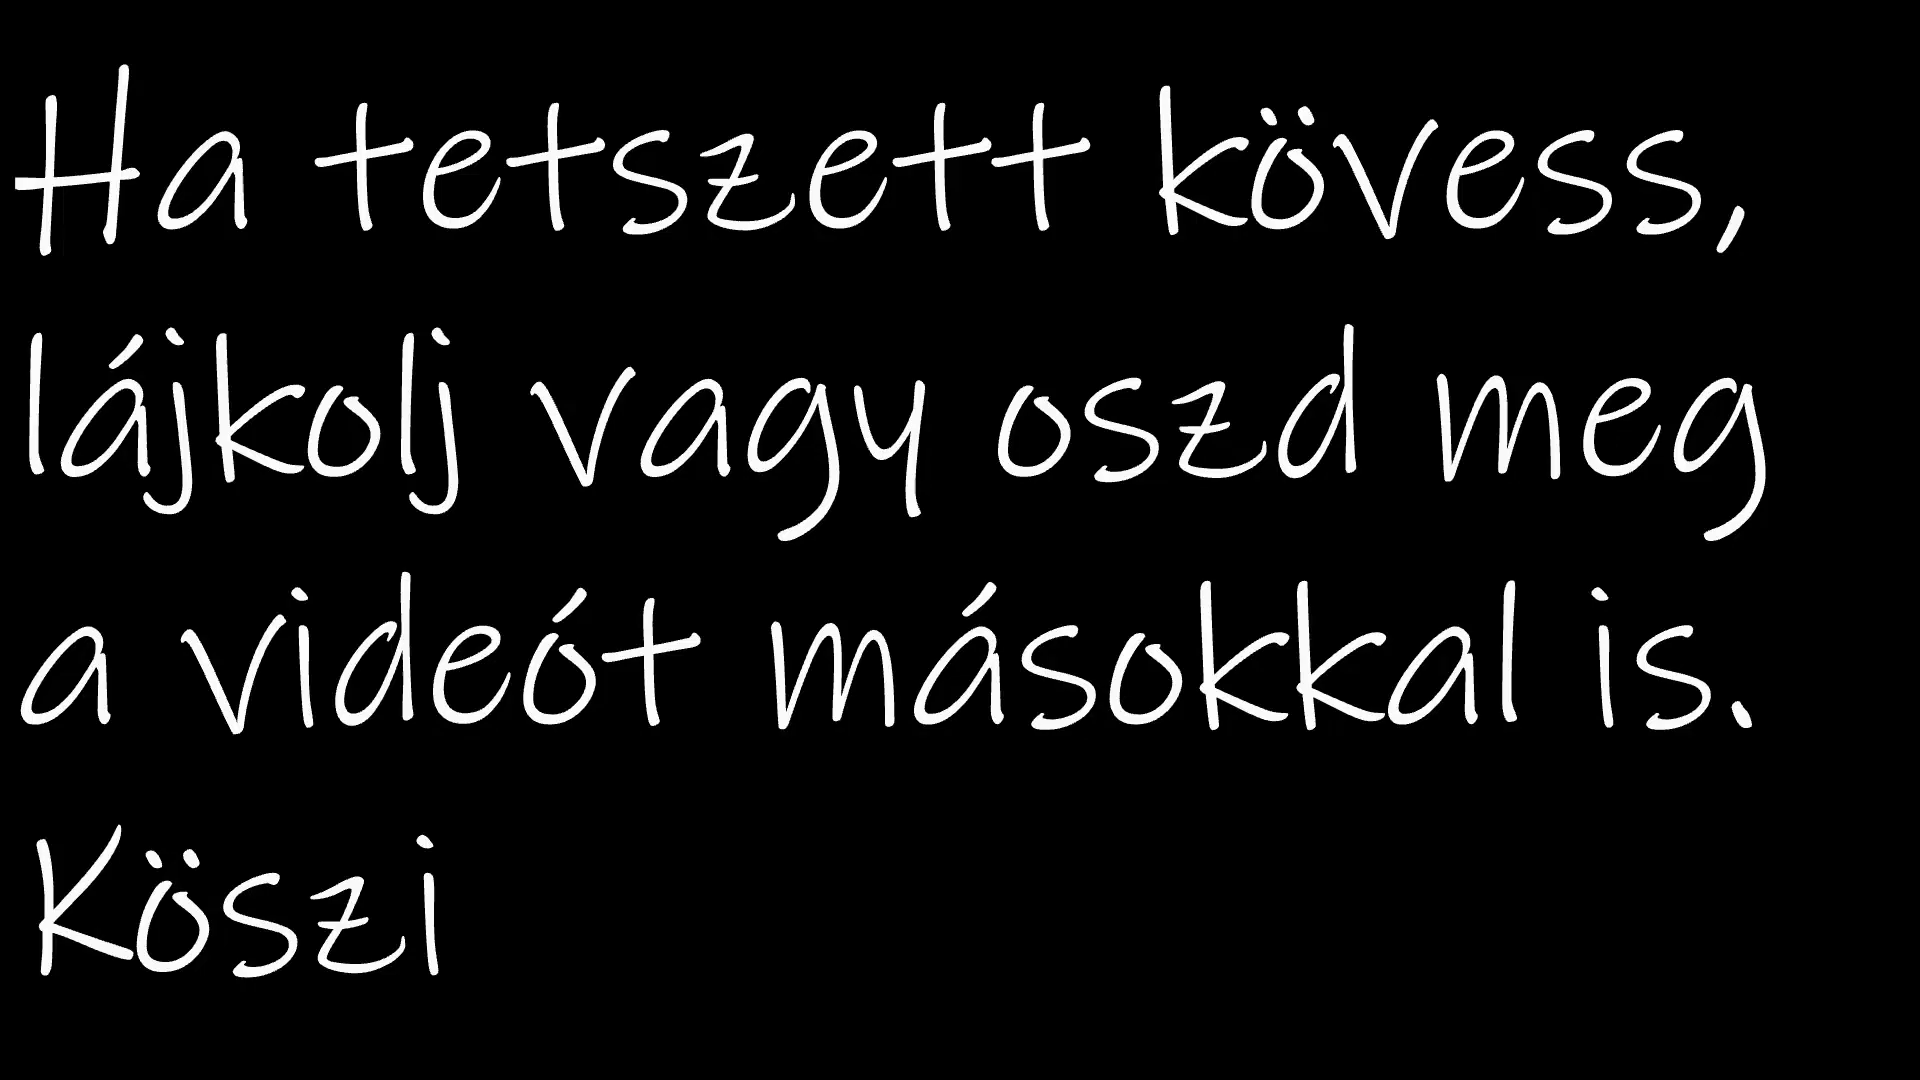 Ha tetszett kövess,
lájkolj vagy oszd meg
a videót másokkal is.
Köszi